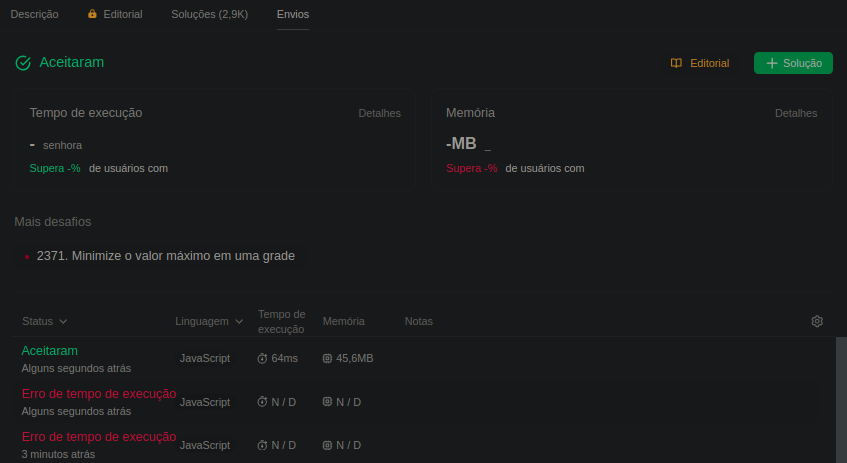 Descrição Editorial Soluções (2,9K) Envios
Aceitaram Editorial Solução
Tempo de execução Detalhes Memória Detalhes
- senhora -MB _
Supera -% de usuários com Supera -% de usuários com
Mais desafios
2371. Minimize o valor máximo em uma grade
Status Linguagem Tempo de execução Memória Notas
Aceitaram JavaScript 64ms 45,6MB
Alguns segundos atrás
Erro de tempo de execução JavaScript N / D N / D
Alguns segundos atrás
Erro de tempo de execução JavaScript N / D N / D
3 minutos atrás